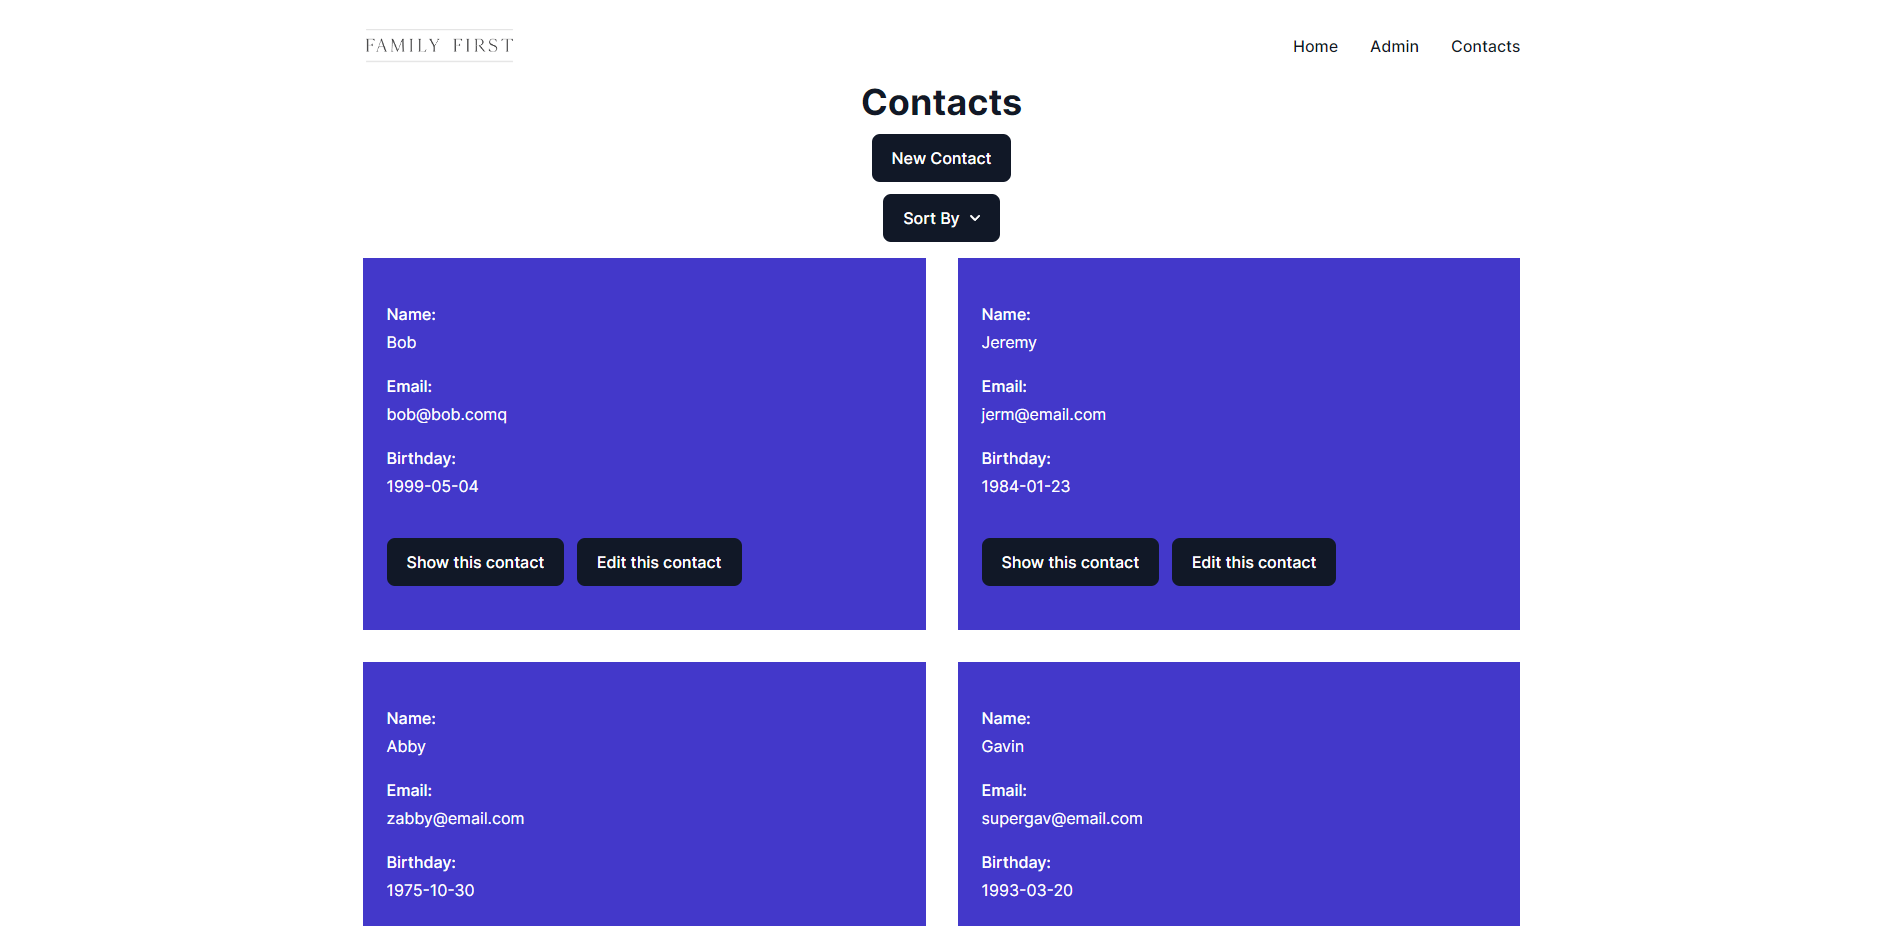 FAMILY FIRST
Home Admin Contacts
Contacts
New Contact
Sort By
Name:
Bob
Email:
bob@bob.comq
Birthday:
1999-05-04
Show this contact Edit this contact
Name:
Jeremy
Email:
jerm@email.com
Birthday:
1984-01-23
Show this contact Edit this contact
Name:
Abby
Email:
zabby@email.com
Birthday:
1975-10-30
Name:
Gavin
Email:
supergav@email.com
Birthday:
1993-03-20